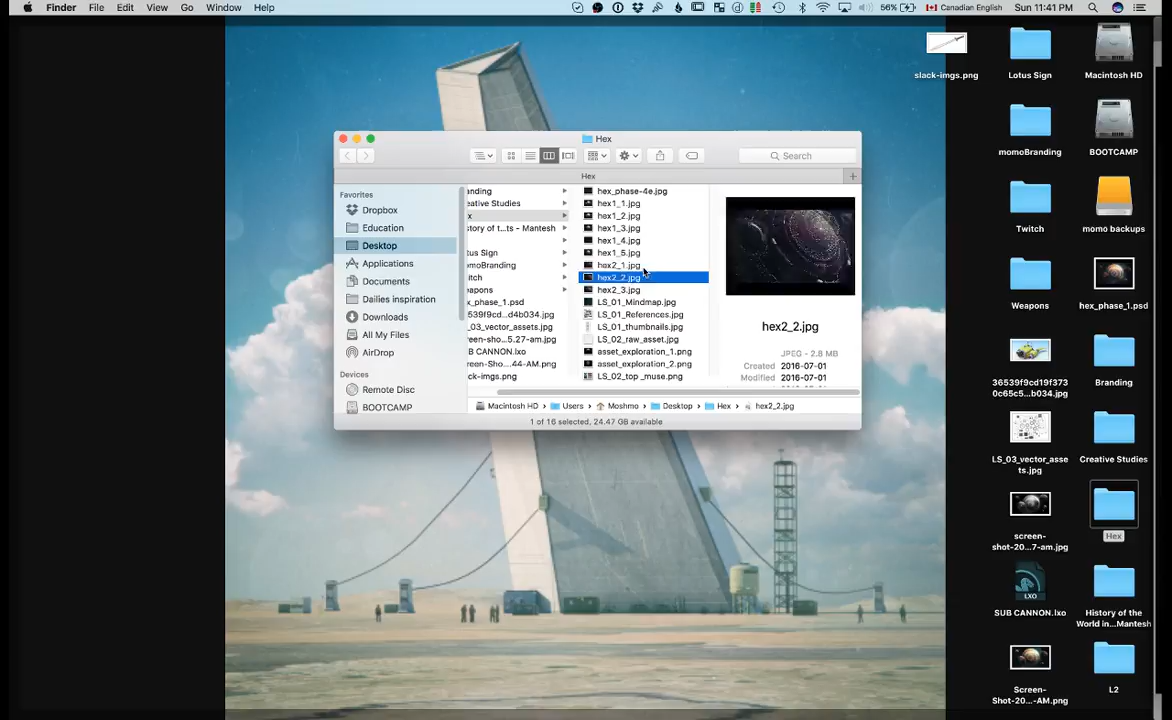 Finder File Edit View Go Window Help
56% Canadian English Sun 11:41 PM
Hex
Search
Hex
Favorites
Dropbox
Education
Desktop
Applications
Documents
Dailies inspiration
Downloads
All My Files
AirDrop
Devices
Remote Disc
BOOTCAMP
anding
eative Studies
x
story of t...ts - Mantesh
tus Sign
omoBranding
itch
eapons
x_phase_1.psd
539f9cd...d4b034.jpg
_03_vector_assets.jpg
een-sho...5.27-am.jpg
B CANNON.lxo
een-Sho...44-AM.png
ack-imgs.png
hex_phase-4e.jpg
hex1_1.jpg
hex1_2.jpg
hex1_3.jpg
hex1_4.jpg
hex1_5.jpg
hex2_1.jpg
hex2_2.jpg
hex2_3.jpg
LS_01_Mindmap.jpg
LS_01_References.jpg
LS_01_thumbnails.jpg
LS_02_raw_asset.jpg
asset_exploration_1.png
asset_exploration_2.png
LS_02_top _muse.png
hex2_2.jpg
JPEG - 2.8 MB
Created 2016-07-01
Modified 2016-07-01
Macintosh HD Users Moshmo Desktop Hex hex2_2.jpg
1 of 16 selected, 24.47 GB available
slack-imgs.png
Lotus Sign
Macintosh HD
momoBranding
BOOTCAMP
Twitch
momo backups
Weapons
hex_phase_1.psd
36539f9cd19f373
0c65c5...b034.jpg
Branding
LS_03_vector_asse
ts.jpg
Creative Studies
screen-
shot-20...7-am.jpg
Hex
LXO
SUB CANNON.lxo
History of the
World in...Mantesh
Screen-
Shot-20...-AM.png
L2